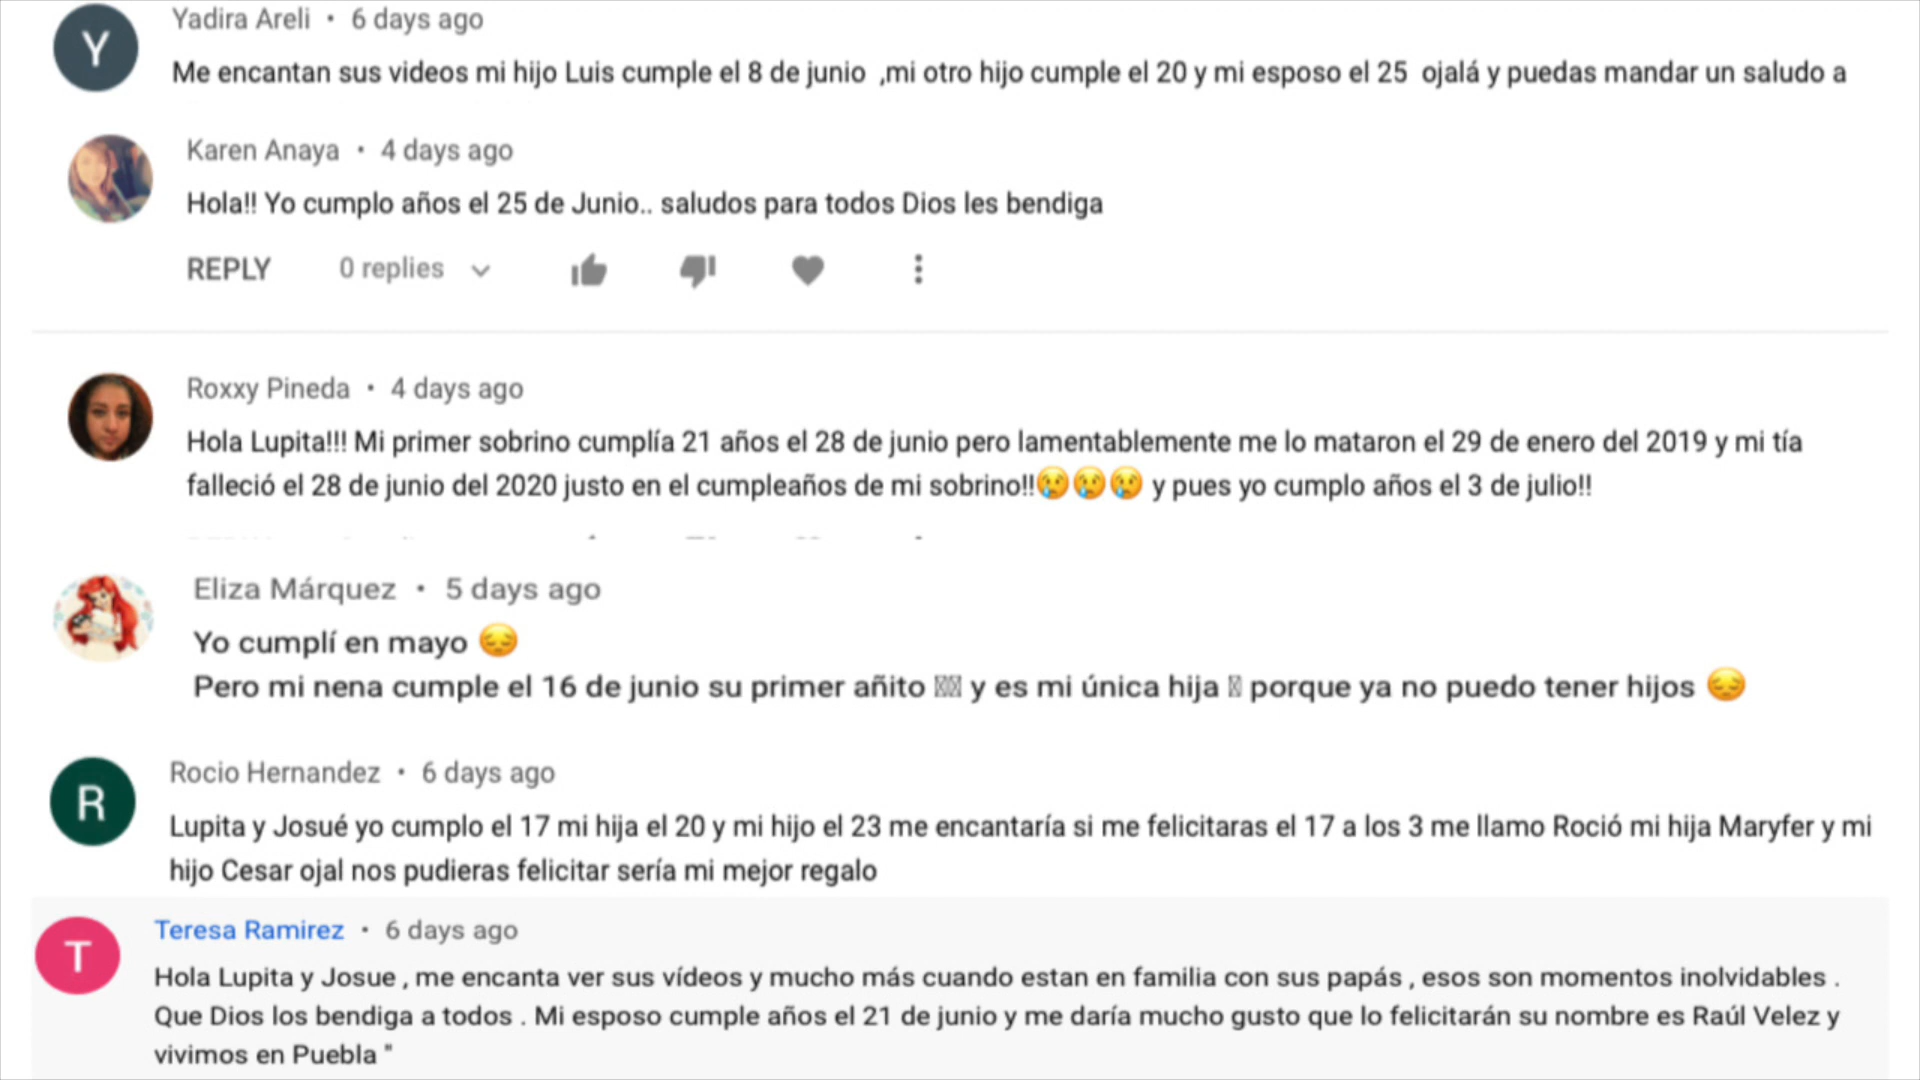 Y
Yadira Areli • 6 days ago
Me encantan sus videos mi hijo Luis cumple el 8 de junio ,mi otro hijo cumple el 20 y mi esposo el 25 ojalá y puedas mandar un saludo a
Karen Anaya • 4 days ago
Hola!! Yo cumplo años el 25 de Junio.. saludos para todos Dios les bendiga
REPLY 0 replies
Roxxy Pineda • 4 days ago
Hola Lupita!!! Mi primer sobrino cumplía 21 años el 28 de junio pero lamentablemente me lo mataron el 29 de enero del 2019 y mi tía
falleció el 28 de junio del 2020 justo en el cumpleaños de mi sobrino!!😢😢😢 y pues yo cumplo años el 3 de julio!!
Eliza Márquez • 5 days ago
Yo cumplí en mayo 😔
Pero mi nena cumple el 16 de junio su primer añito y es mi única hija porque ya no puedo tener hijos 😔
R
Rocio Hernandez • 6 days ago
Lupita y Josué yo cumplo el 17 mi hija el 20 y mi hijo el 23 me encantaría si me felicitaras el 17 a los 3 me llamo Roció mi hija Maryfer y mi
hijo Cesar ojal nos pudieras felicitar sería mi mejor regalo
T
Teresa Ramirez • 6 days ago
Hola Lupita y Josue , me encanta ver sus vídeos y mucho más cuando estan en familia con sus papás , esos son momentos inolvidables .
Que Dios los bendiga a todos . Mi esposo cumple años el 21 de junio y me daría mucho gusto que lo felicitarán su nombre es Raúl Velez y
vivimos en Puebla "